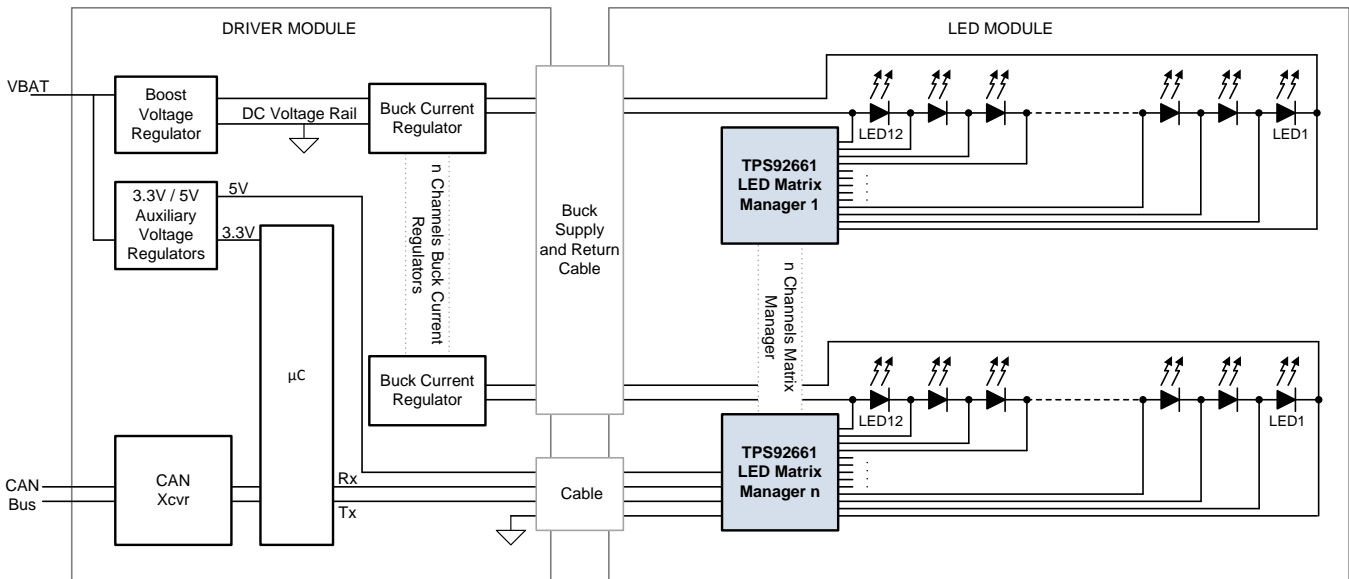 DRIVER MODULE
LED MODULE
VBAT
Boost
Voltage
Regulator
DC Voltage Rail
Buck Current
Regulator
3.3V / 5V
Auxiliary
Voltage
Regulators
5V
3.3V
n Channels Buck Current
Regulators
Buck
Supply
and Return
Cable
LED12
LED1
TPS92661
LED Matrix
Manager 1
n Channels Matrix
Manager
µC
Buck Current
Regulator
LED12
LED1
TPS92661
LED Matrix
Manager n
CAN
Bus
CAN
Xcvr
Rx
Tx
Cable